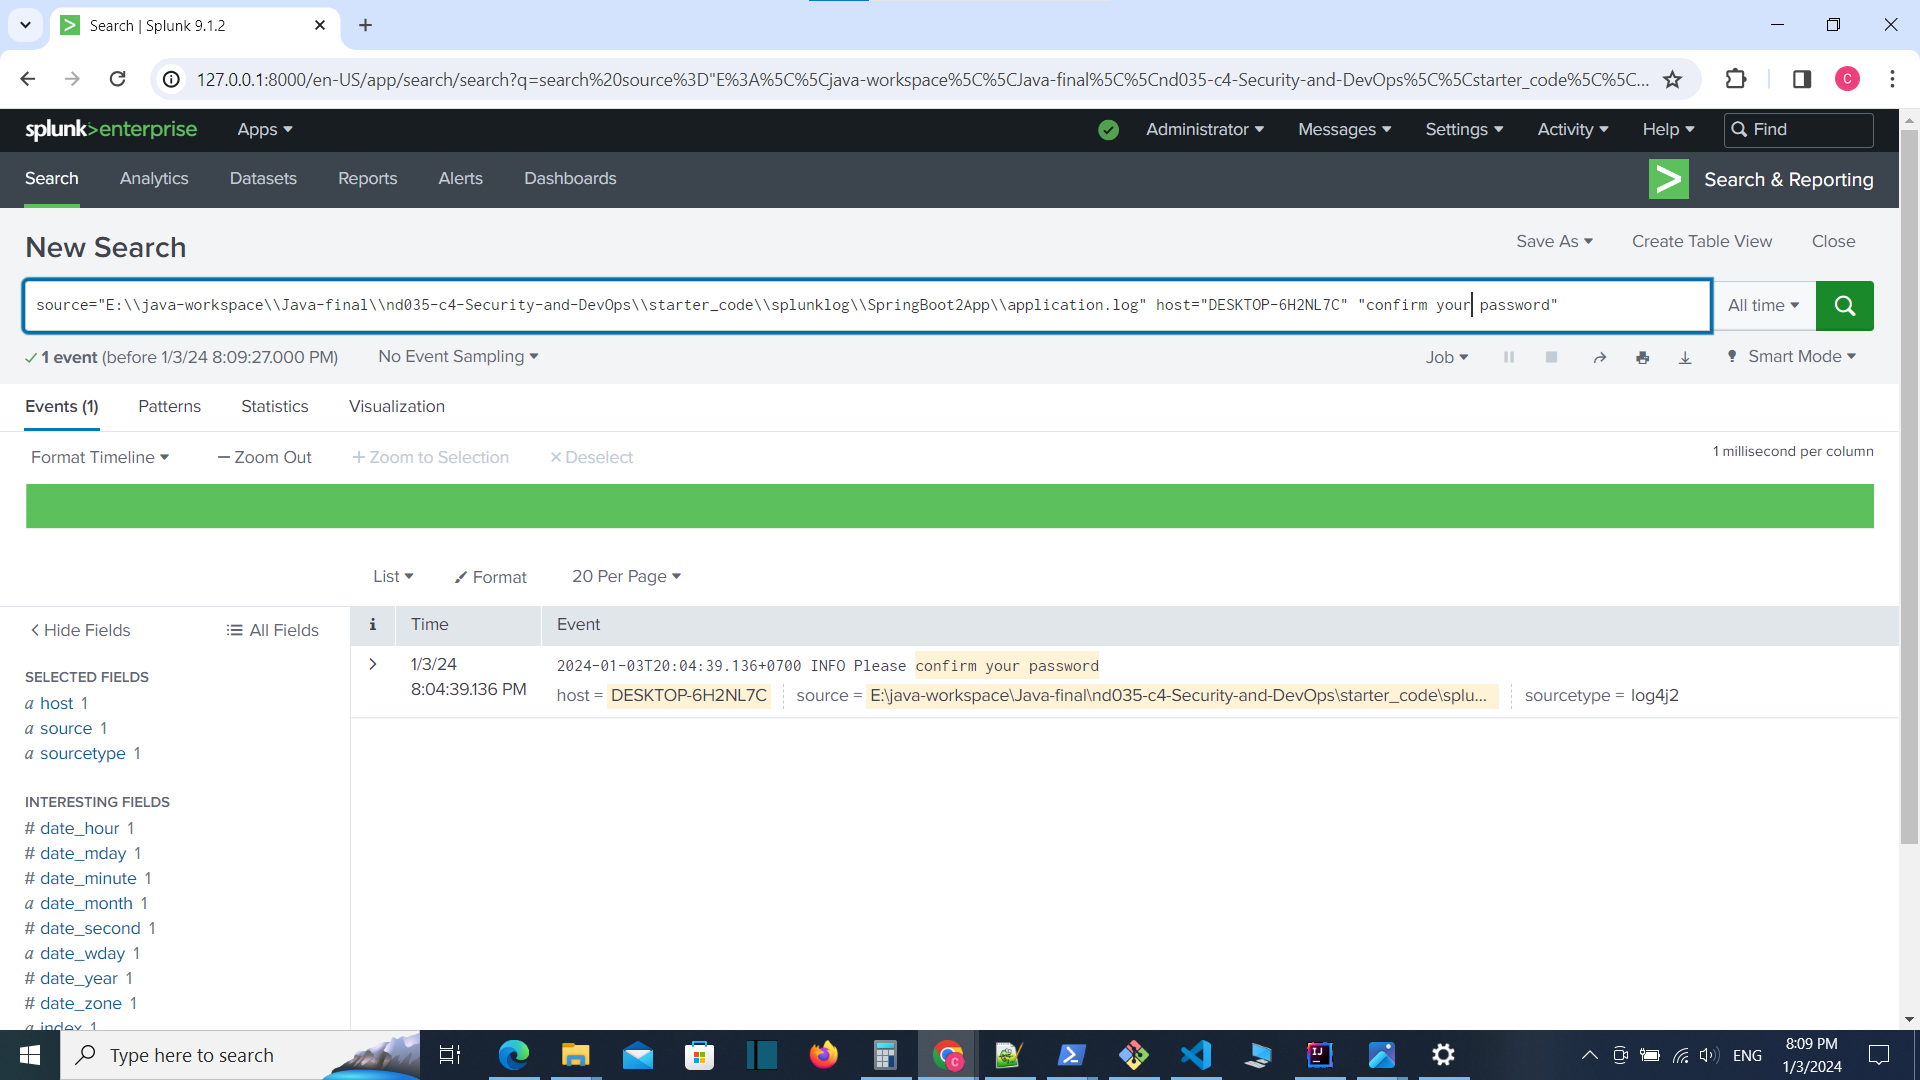 Search | Splunk 9.1.2
127.0.0.1:8000/en-US/app/search/search?q=search%20source%3D"E%3A%5C%5Cjava-workspace%5C%5CJava-final%5C%5Cnd035-c4-Security-and-DevOps%5C%5Cstarter_code%5C%5C...
C
splunk>enterprise Apps Administrator Messages Settings Activity Help Find
Search Analytics Datasets Reports Alerts Dashboards Search & Reporting
New Search
Save As Create Table View Close
source="E:\\java-workspace\\Java-final\\nd035-c4-Security-and-DevOps\\starter_code\\splunklog\\SpringBoot2App\\application.log" host="DESKTOP-6H2NL7C" "confirm your password"
All time
1 event (before 1/3/24 8:09:27.000 PM) No Event Sampling Job Smart Mode
Events (1) Patterns Statistics Visualization
Format Timeline — Zoom Out + Zoom to Selection × Deselect
1 millisecond per column
List Format 20 Per Page
Hide Fields All Fields
i Time Event
SELECTED FIELDS
a host 1
a source 1
a sourcetype 1
INTERESTING FIELDS
# date_hour 1
# date_mday 1
# date_minute 1
a date_month 1
# date_second 1
a date_wday 1
# date_year 1
# date_zone 1
a index 1
1/3/24
8:04:39.136 PM
2024-01-03T20:04:39.136+0700 INFO Please confirm your password
host = DESKTOP-6H2NL7C source = E:\java-workspace\Java-final\nd035-c4-Security-and-DevOps\starter_code\splu... sourcetype = log4j2
Type here to search
ENG
8:09 PM
1/3/2024